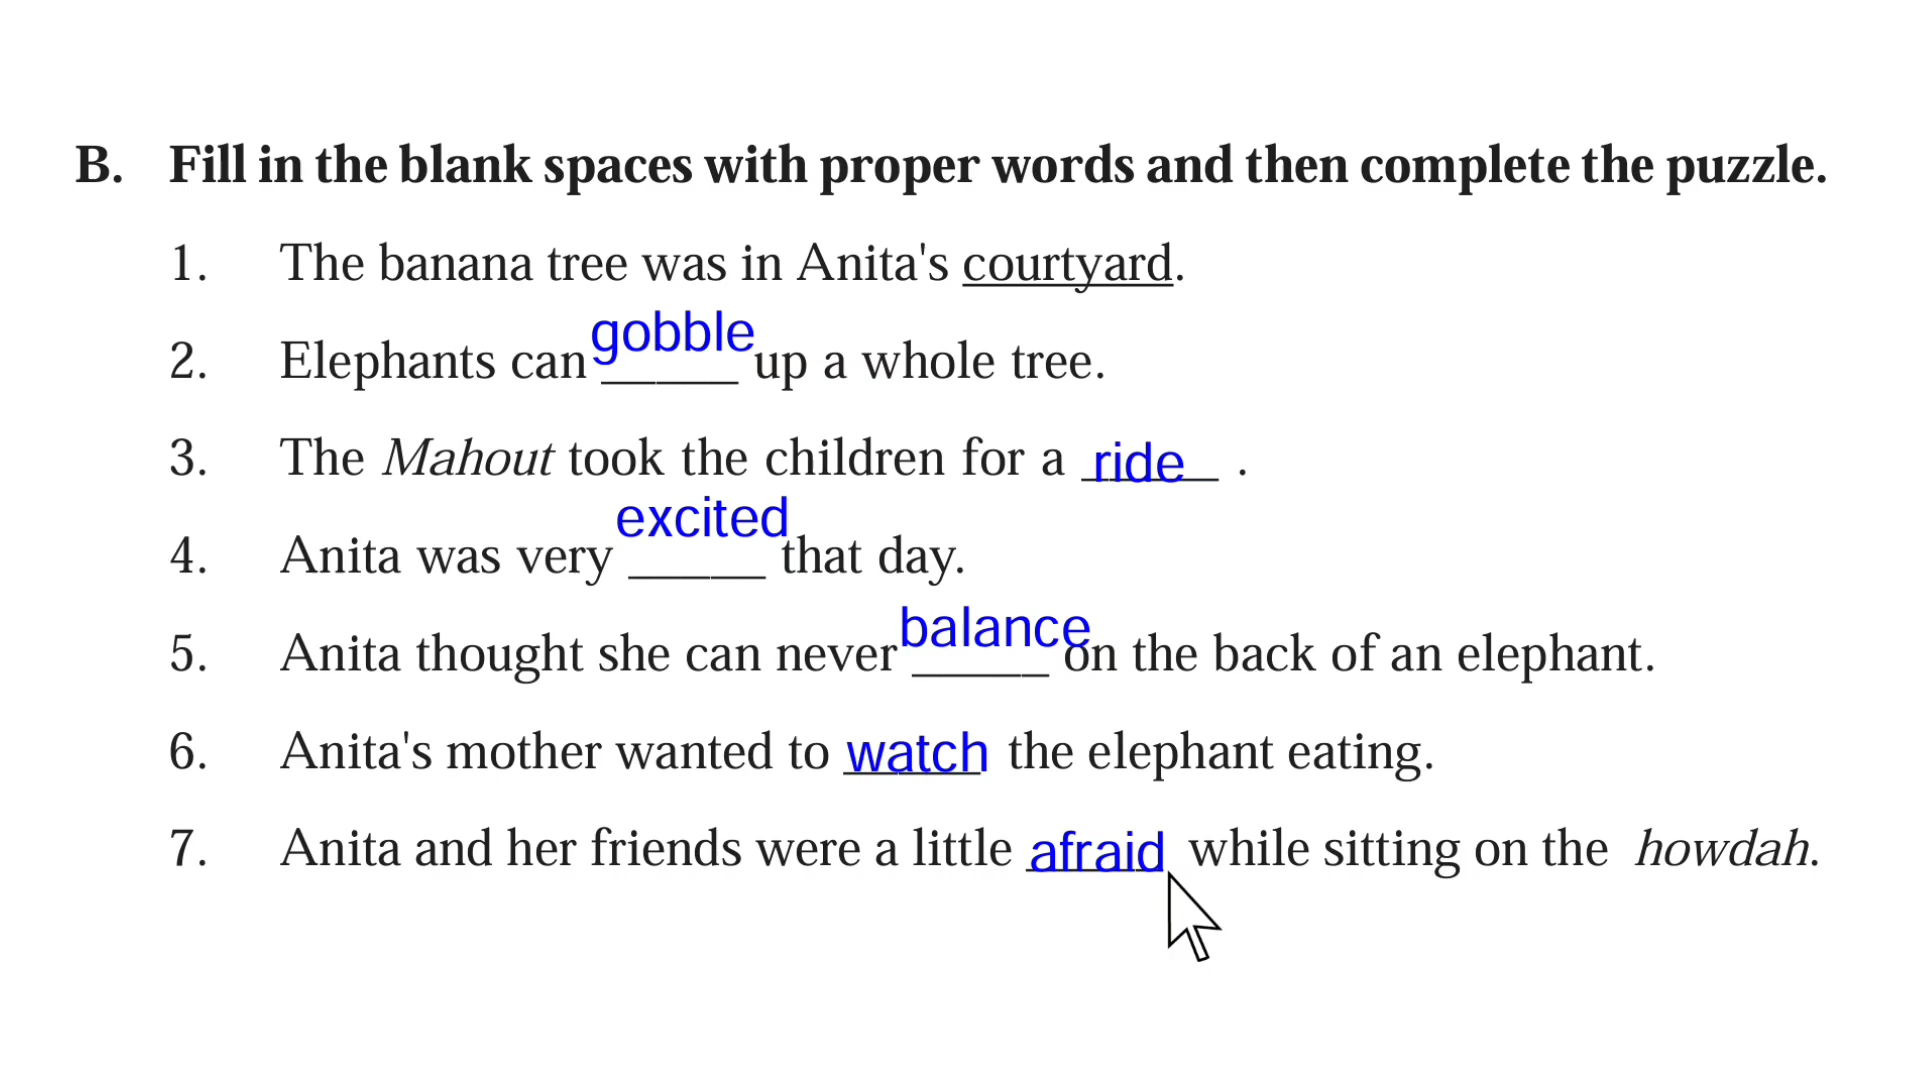 B. Fill in the blank spaces with proper words and then complete the puzzle.
1. The banana tree was in Anita's courtyard.
2. Elephants can gobble up a whole tree.
3. The Mahout took the children for a ride .
4. Anita was very excited that day.
5. Anita thought she can never balance on the back of an elephant.
6. Anita's mother wanted to watch the elephant eating.
7. Anita and her friends were a little afraid while sitting on the howdah.